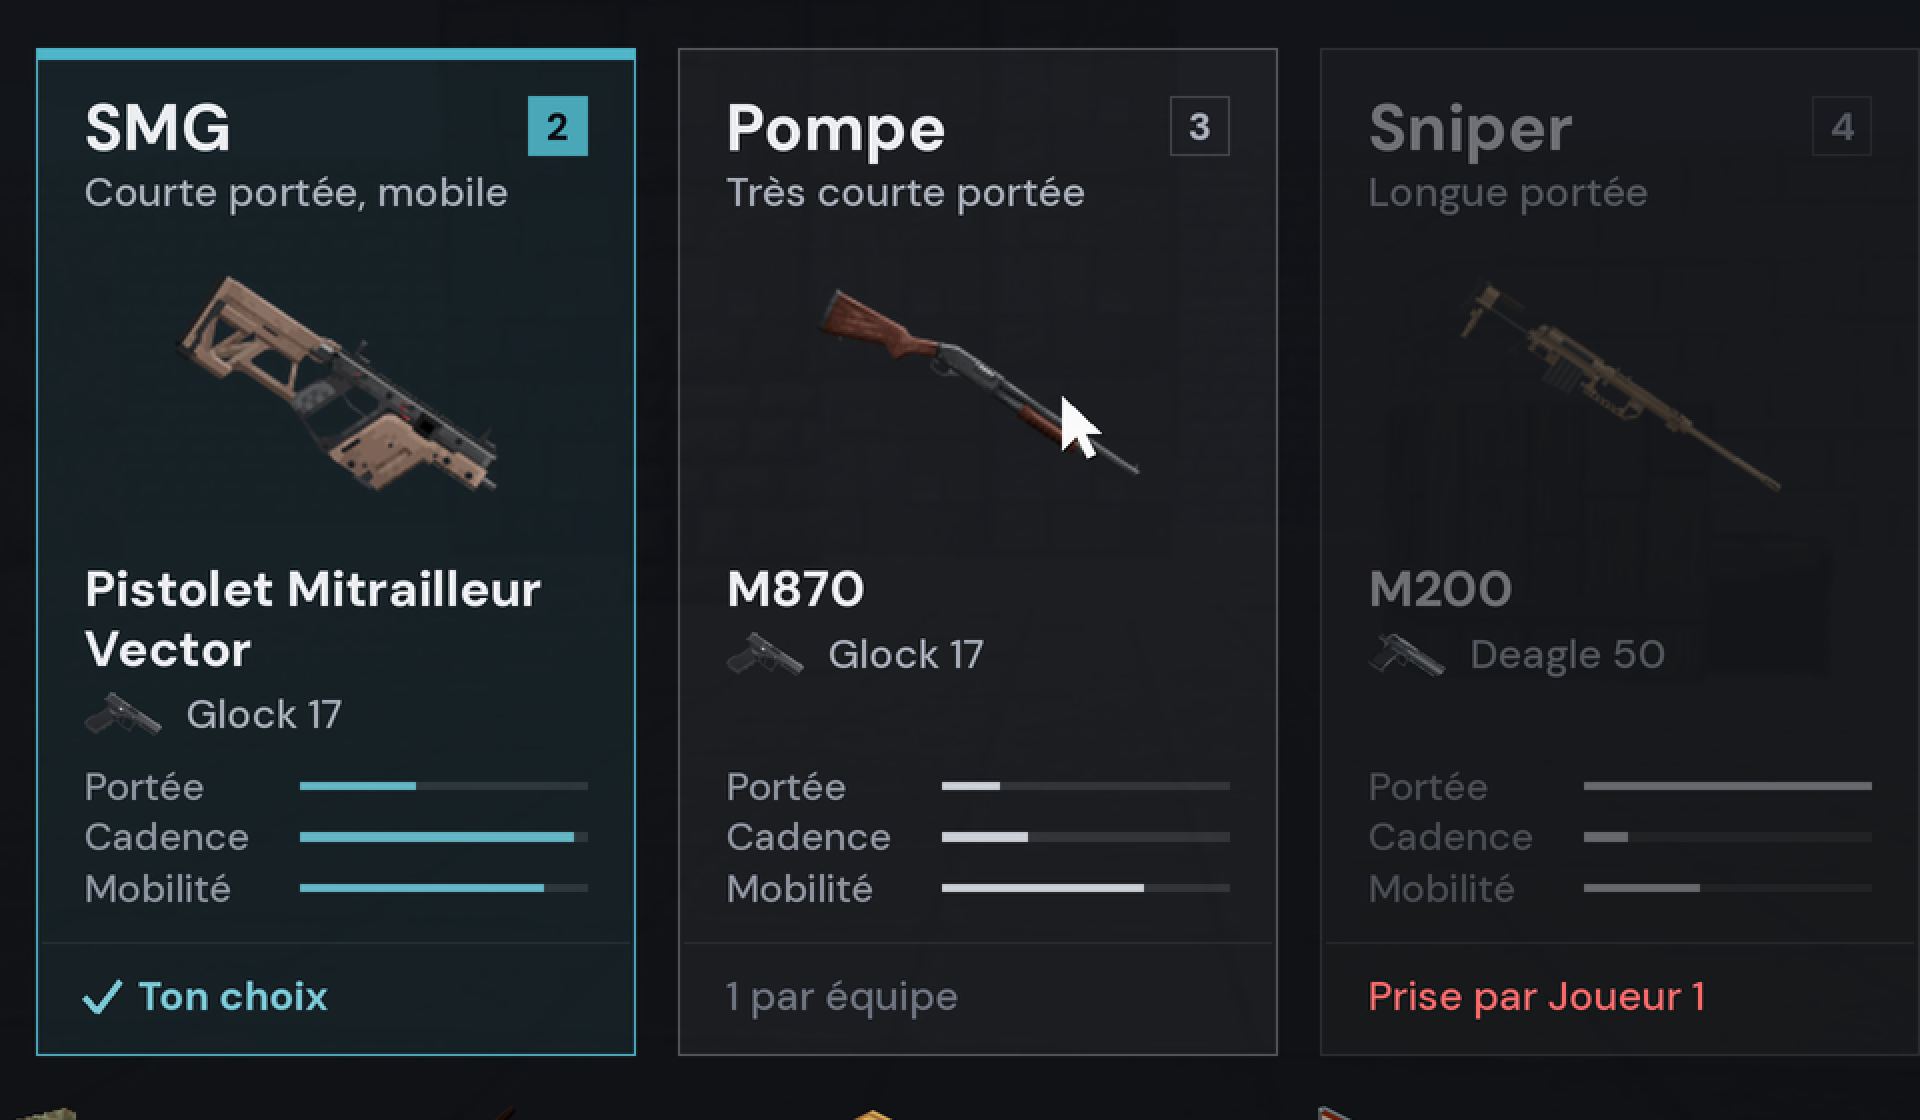 SMG
2
Courte portée, mobile
Pistolet Mitrailleur
Vector
Glock 17
Portée
Cadence
Mobilité
Ton choix
Pompe
3
Très courte portée
M870
Glock 17
Portée
Cadence
Mobilité
1 par équipe
Sniper
4
Longue portée
M200
Deagle 50
Portée
Cadence
Mobilité
Prise par Joueur 1